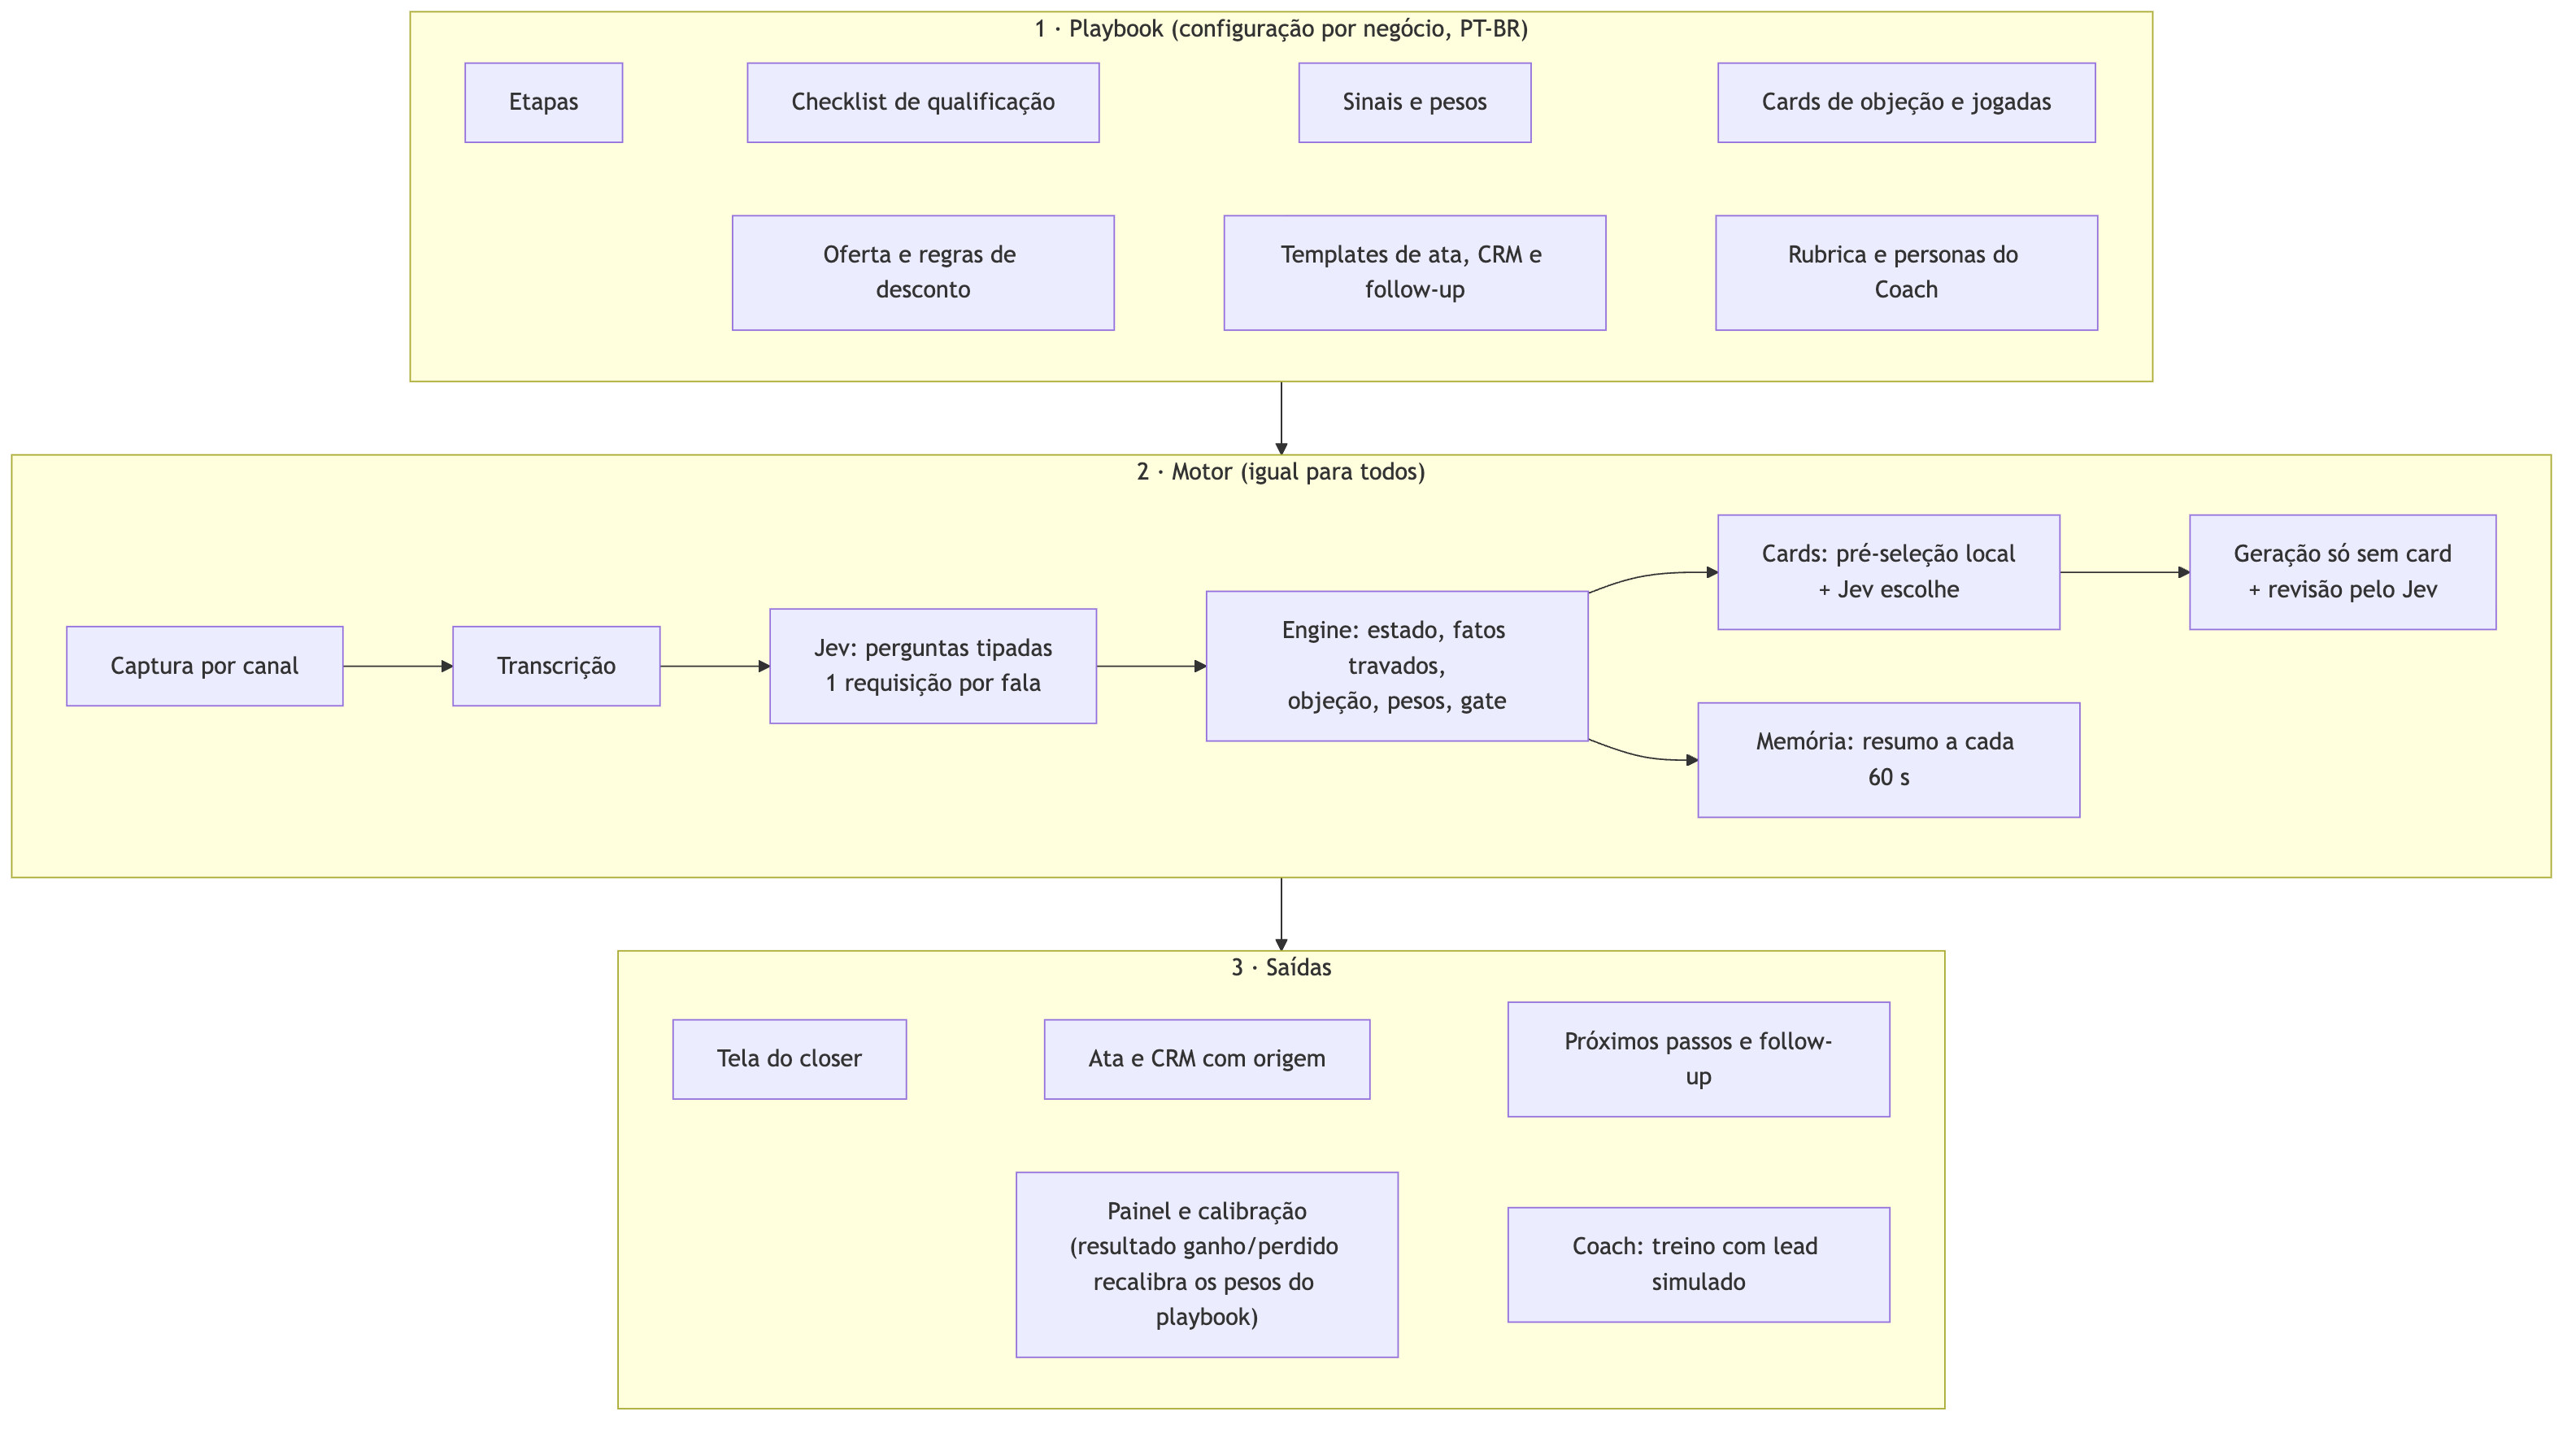 1 · Playbook (configuração por negócio, PT-BR)
Etapas
Checklist de qualificação
Sinais e pesos
Cards de objeção e jogadas
Oferta e regras de
desconto
Templates de ata, CRM e
follow-up
Rubrica e personas do
Coach
2 · Motor (igual para todos)
Captura por canal
Transcrição
Jev: perguntas tipadas
1 requisição por fala
Engine: estado, fatos
travados,
objeção, pesos, gate
Cards: pré-seleção local
+ Jev escolhe
Geração só sem card
+ revisão pelo Jev
Memória: resumo a cada
60 s
3 · Saídas
Tela do closer
Ata e CRM com origem
Próximos passos e follow-
up
Painel e calibração
(resultado ganho/perdido
recalibra os pesos do
playbook)
Coach: treino com lead
simulado